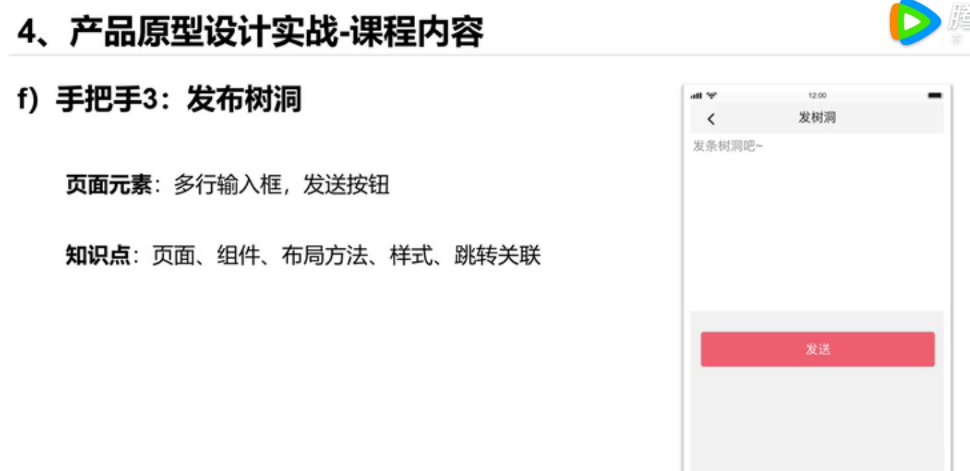 4、产品原型设计实战-课程内容
f) 手把手3：发布树洞
页面元素：多行输入框，发送按钮
知识点：页面、组件、布局方法、样式、跳转关联
12:00
发树洞
发条树洞吧~
发送